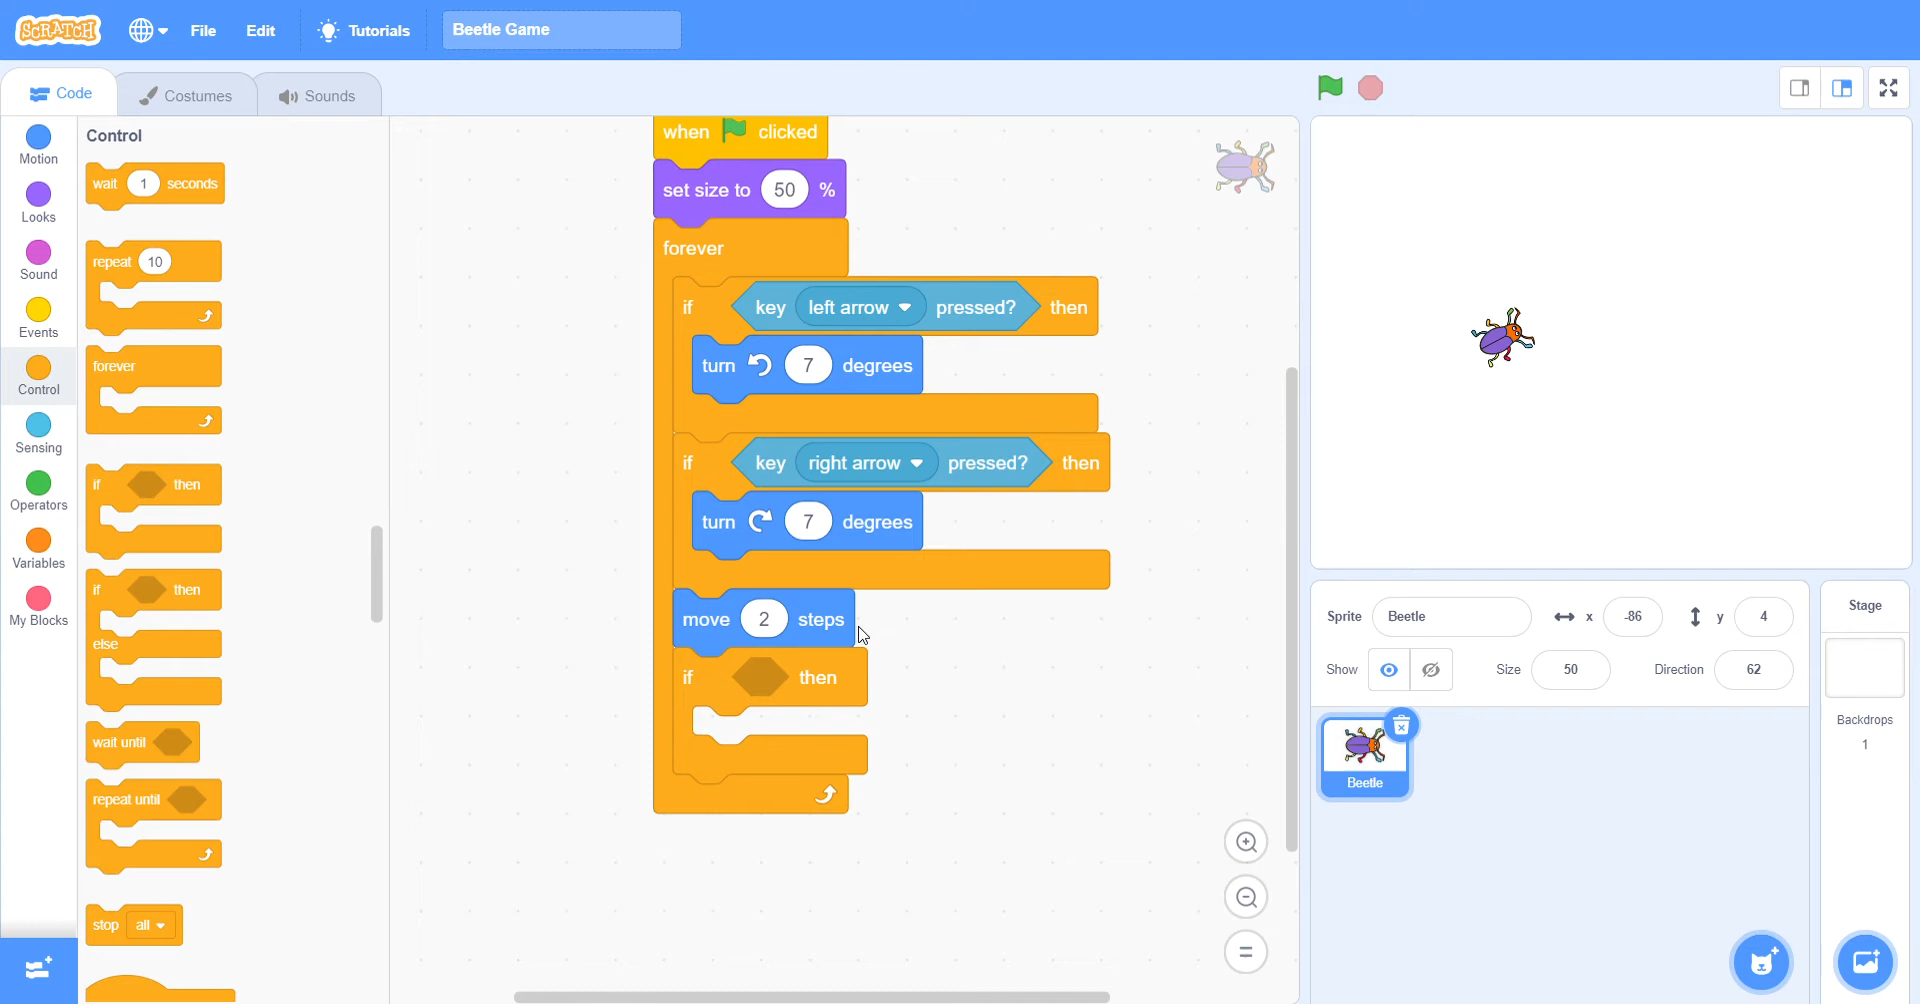 SCRATCH File Edit Tutorials Beetle Game
Code Costumes Sounds
Motion
Looks
Sound
Events
Control
Sensing
Operators
Variables
My Blocks
Control
wait 1 seconds
repeat 10
forever
if then
if then
else
wait until
repeat until
stop all
when clicked
set size to 50 %
forever
if key left arrow pressed? then
turn 7 degrees
if key right arrow pressed? then
turn 7 degrees
move 2 steps
if then
Sprite Beetle x -86 y 4
Show Size 50 Direction 62
Beetle
Stage
Backdrops
1